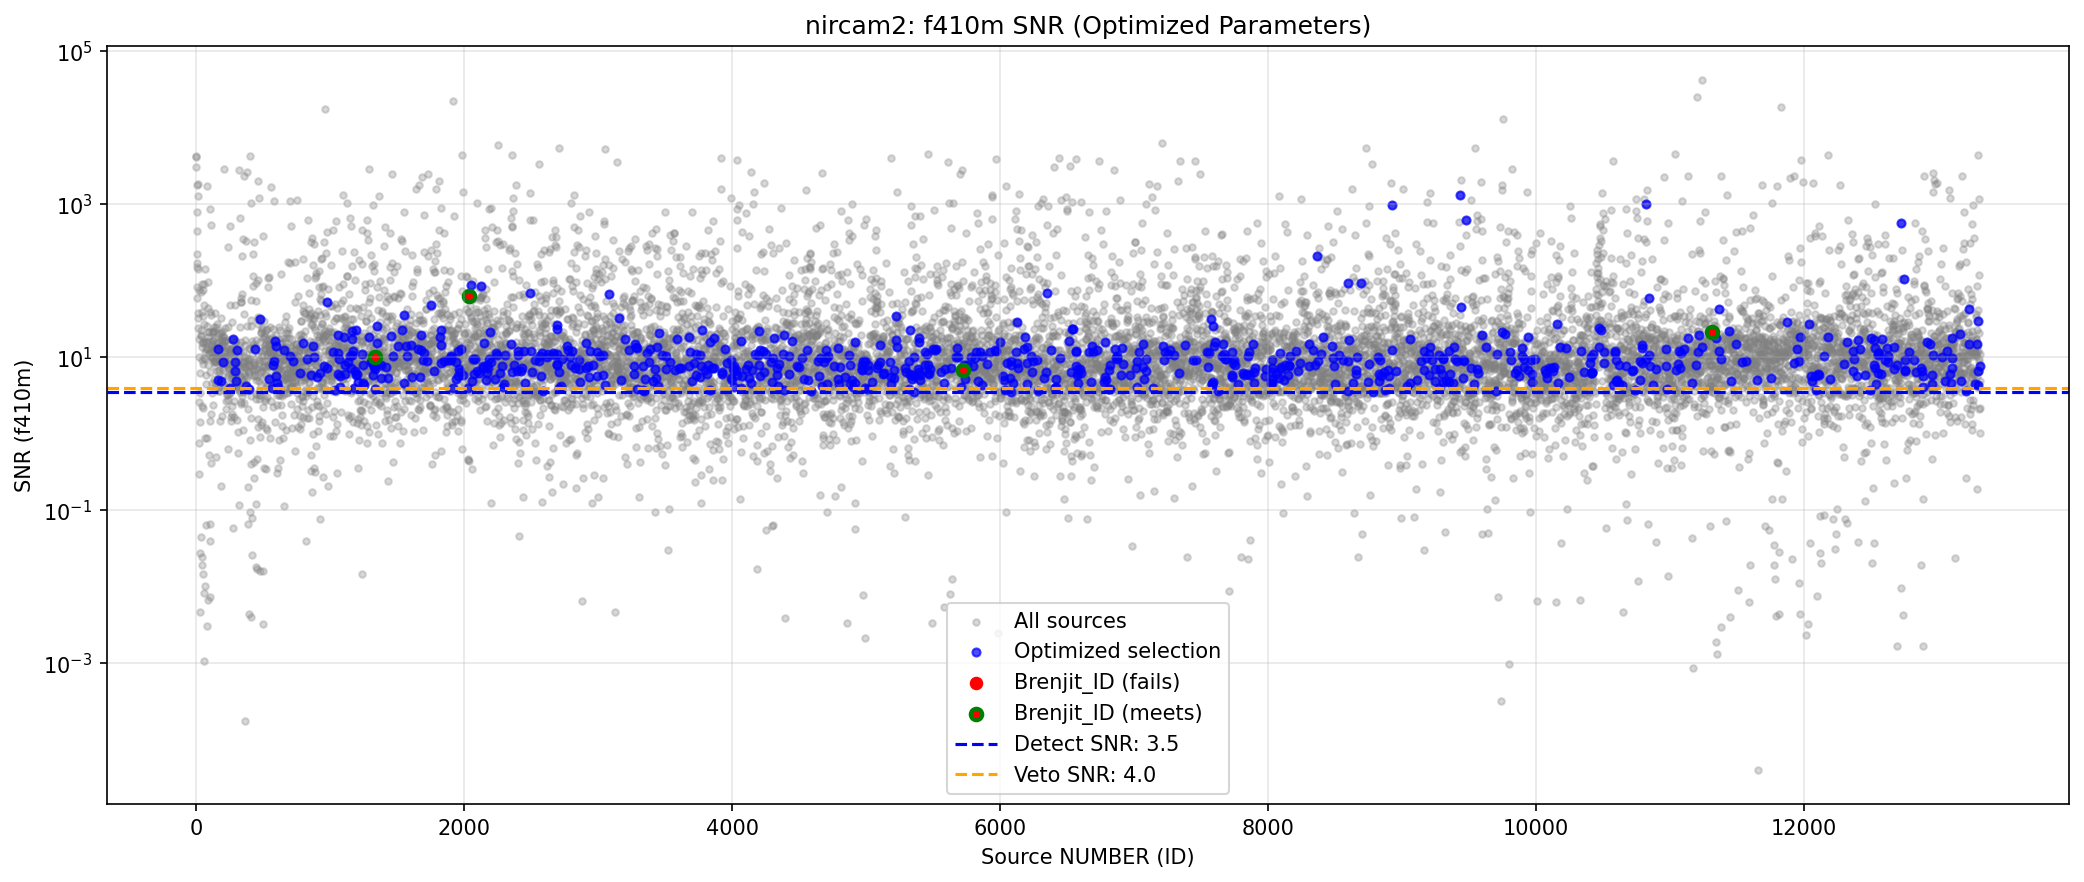 nircam2: f410m SNR (Optimized Parameters)
SNR (f410m)
10^5
10^3
10^1
10^-1
10^-3
All sources
Optimized selection
Brenjit_ID (fails)
Brenjit_ID (meets)
Detect SNR: 3.5
Veto SNR: 4.0
0
2000
4000
6000
8000
10000
12000
Source NUMBER (ID)